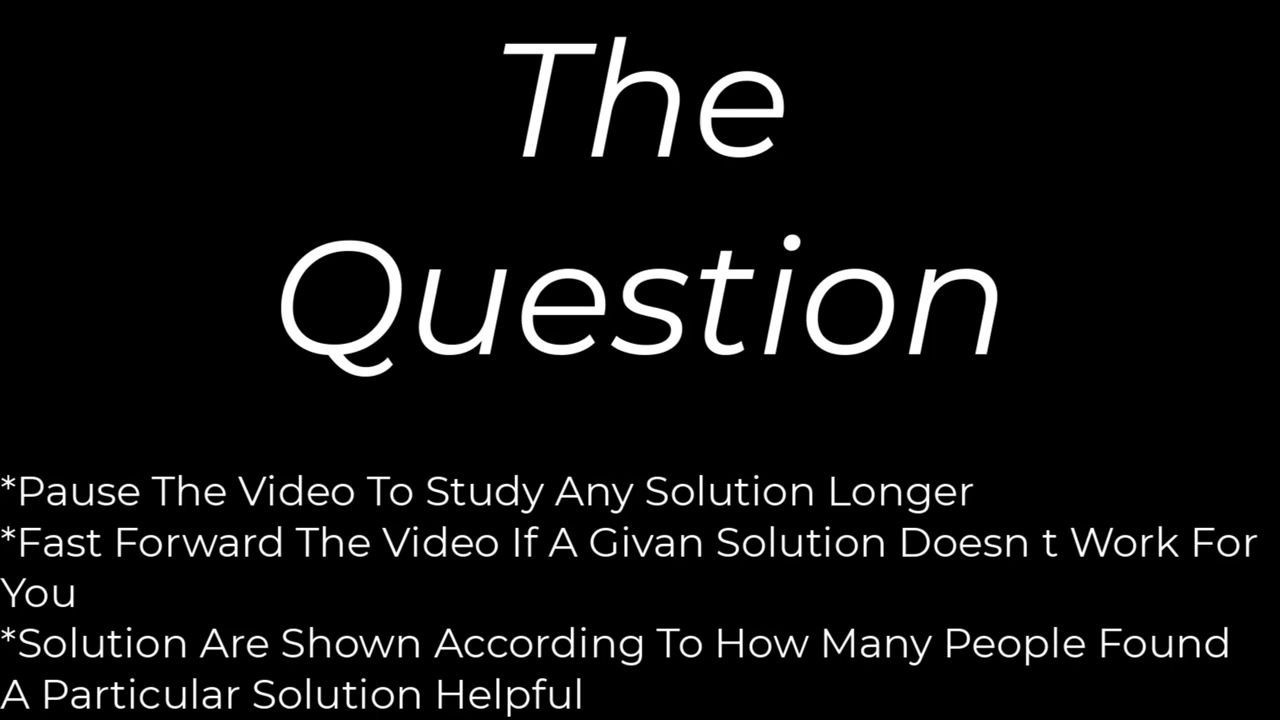 The
Question
*Pause The Video To Study Any Solution Longer
*Fast Forward The Video If A Givan Solution Doesn t Work For
You
*Solution Are Shown According To How Many People Found
A Particular Solution Helpful